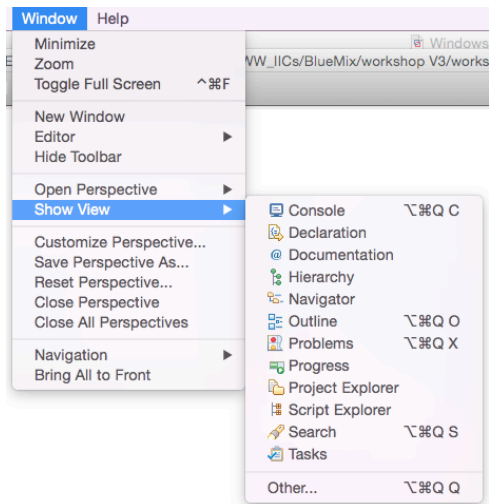 Window Help
Windows
WW_IICs/BlueMix/workshop V3/works
Minimize
Zoom
Toggle Full Screen ^⌘F
New Window
Editor ▶
Hide Toolbar
Open Perspective ▶
Show View ▶
Customize Perspective...
Save Perspective As...
Reset Perspective...
Close Perspective
Close All Perspectives
Navigation ▶
Bring All to Front
Console ⌥⌘Q C
Declaration
Documentation
Hierarchy
Navigator
Outline ⌥⌘Q O
Problems ⌥⌘Q X
Progress
Project Explorer
Script Explorer
Search ⌥⌘Q S
Tasks
Other... ⌥⌘Q Q